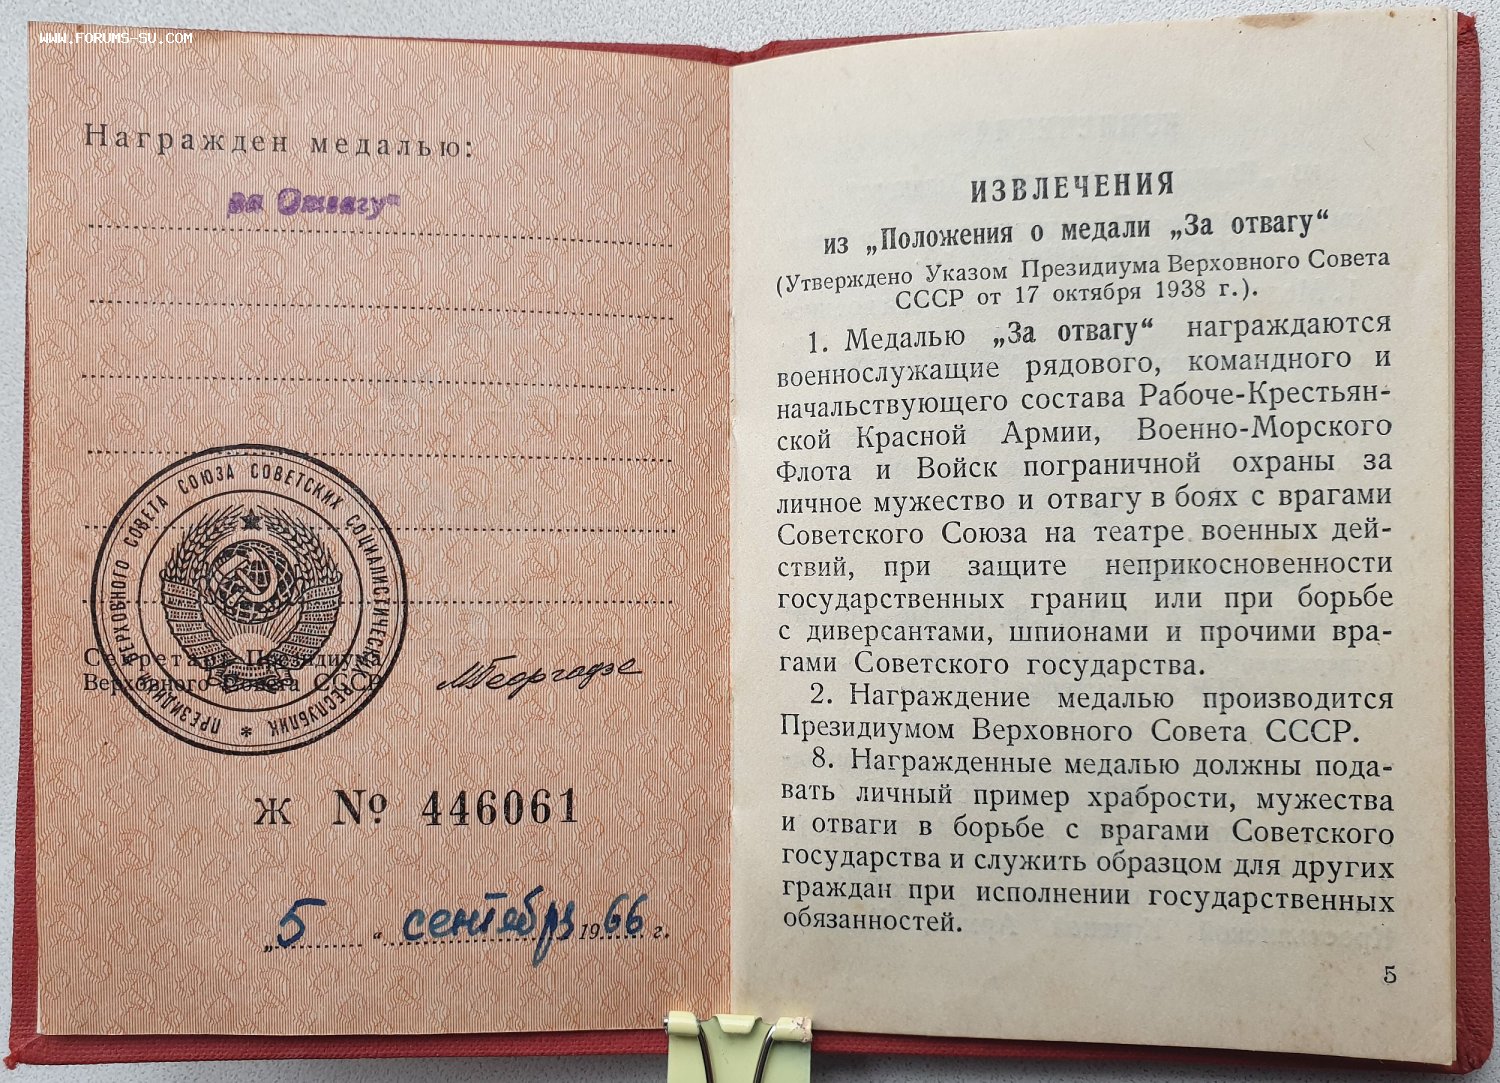 www.forums-su.com
Награжден медалью:
за Отвагу"
ПРЕЗИДИУМ ВЕРХОВНОГО СОВЕТА СОЮЗА СОВЕТСКИХ СОЦИАЛИСТИЧЕСКИХ РЕСПУБЛИК *
Секретарь Президиума
Верховного Совета СССР
МГеоргадзе
Ж № 446061
„5 “ сентября 1966 г.
ИЗВЛЕЧЕНИЯ
из „Положения о медали „За отвагу“
(Утверждено Указом Президиума Верховного Совета
СССР от 17 октября 1938 г.).
1. Медалью „За отвагу“ награждаются
военнослужащие рядового, командного и
начальствующего состава Рабоче-Крестьян-
ской Красной Армии, Военно-Морского
Флота и Войск пограничной охраны за
личное мужество и отвагу в боях с врагами
Советского Союза на театре военных дей-
ствий, при защите неприкосновенности
государственных границ или при борьбе
с диверсантами, шпионами и прочими вра-
гами Советского государства.
2. Награждение медалью производится
Президиумом Верховного Совета СССР.
8. Награжденные медалью должны пода-
вать личный пример храбрости, мужества
и отваги в борьбе с врагами Советского
государства и служить образцом для других
граждан при исполнении государственных
обязанностей.
5